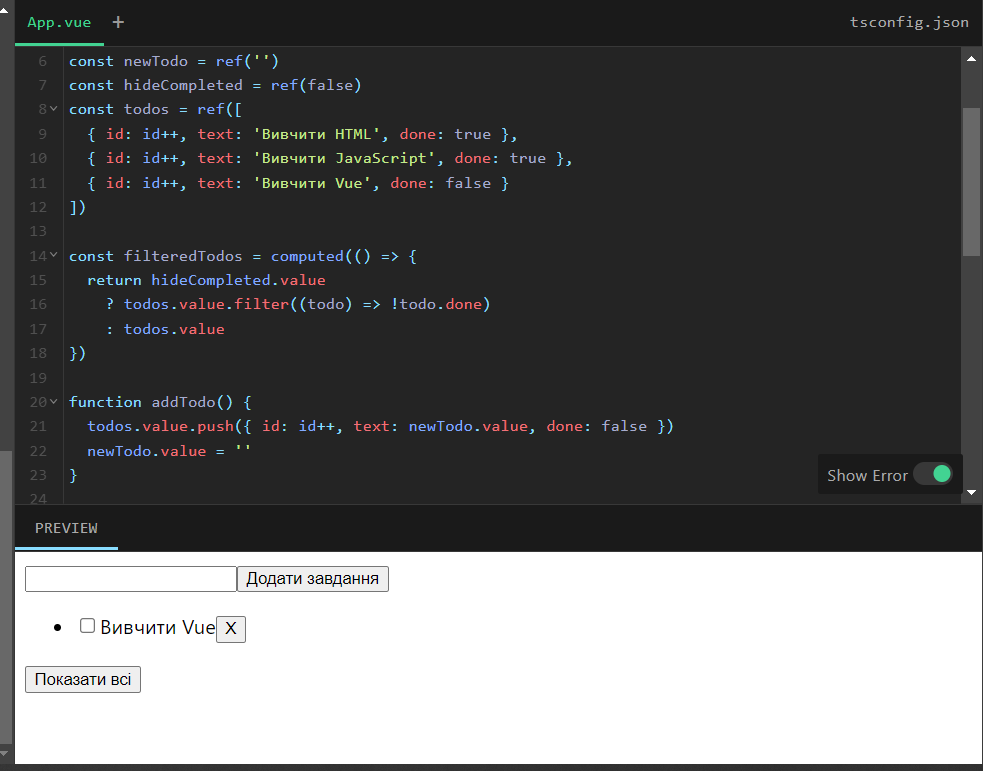 App.vue + tsconfig.json
6 const newTodo = ref('')
7 const hideCompleted = ref(false)
8 const todos = ref([
9 { id: id++, text: 'Вивчити HTML', done: true },
10 { id: id++, text: 'Вивчити JavaScript', done: true },
11 { id: id++, text: 'Вивчити Vue', done: false }
12 ])
13
14 const filteredTodos = computed(() => {
15 return hideCompleted.value
16 ? todos.value.filter((todo) => !todo.done)
17 : todos.value
18 })
19
20 function addTodo() {
21 todos.value.push({ id: id++, text: newTodo.value, done: false })
22 newTodo.value = ''
23 }
Show Error
24
PREVIEW
Додати завдання
Вивчити Vue X
Показати всі